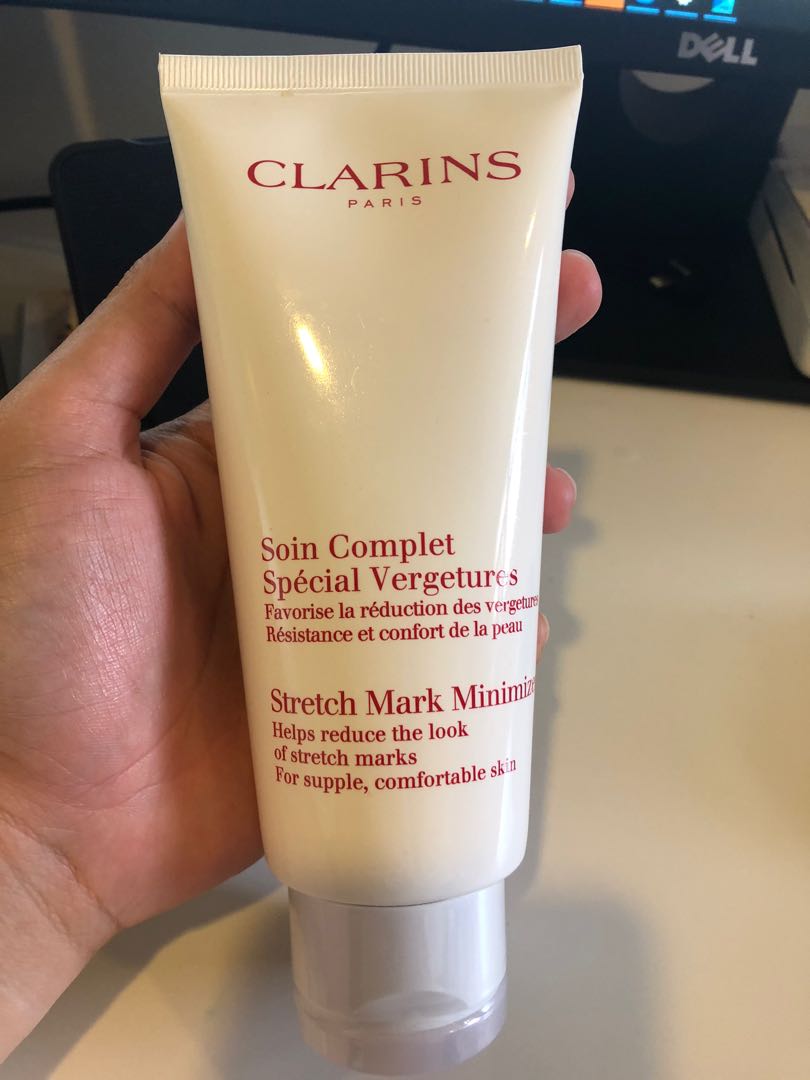 DELL
CLARINS
PARIS
Soin Complet
Spécial Vergetures
Favorise la réduction des vergetures
Résistance et confort de la peau
Stretch Mark Minimize
Helps reduce the look
of stretch marks
For supple, comfortable skin